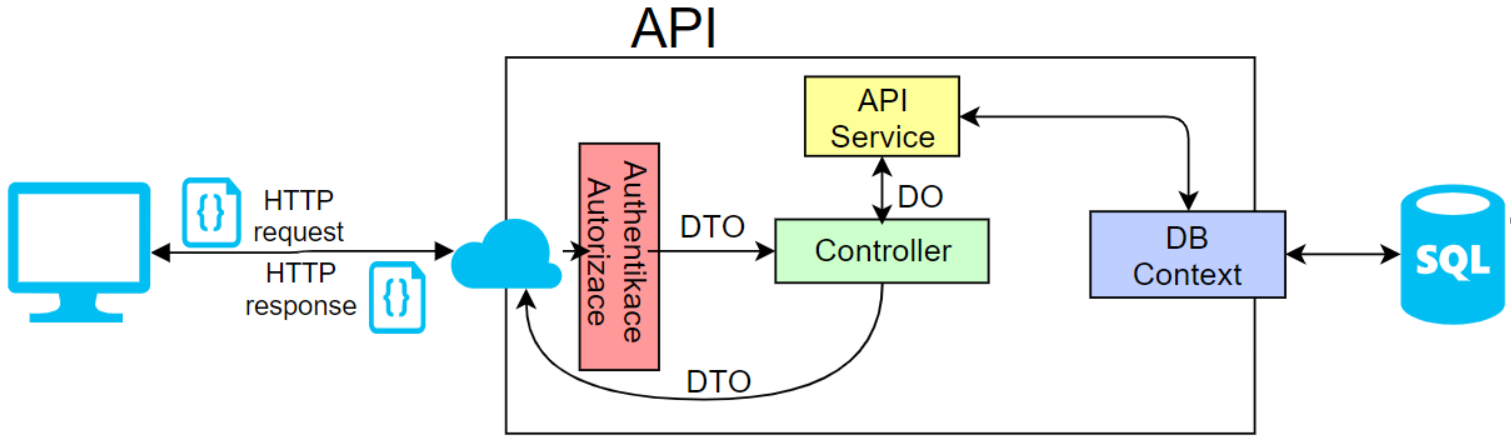 API
API
Service
Authentikace
Autorizace
{}
HTTP
request
HTTP
response
{}
DTO
DO
Controller
DB
Context
SQL
DTO